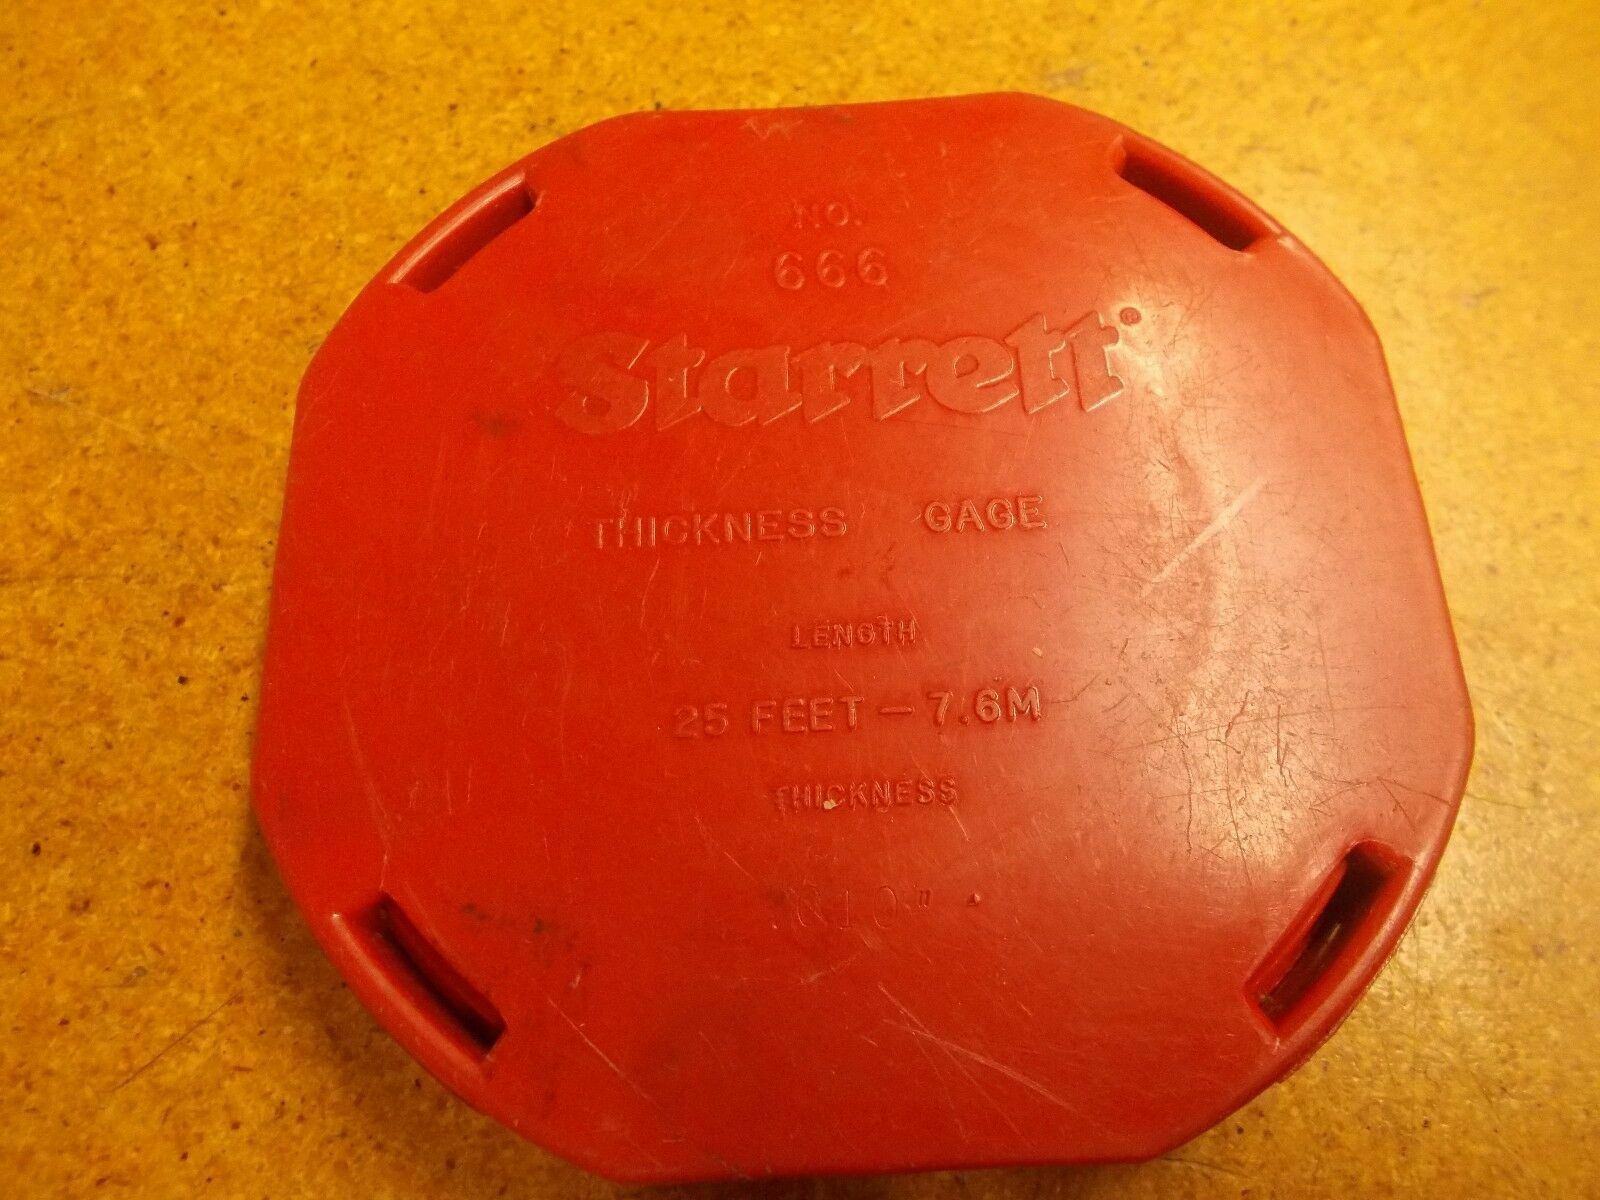 NO.
666
Starrett®
THICKNESS GAGE
LENGTH
25 FEET – 7.6M
THICKNESS
.010"